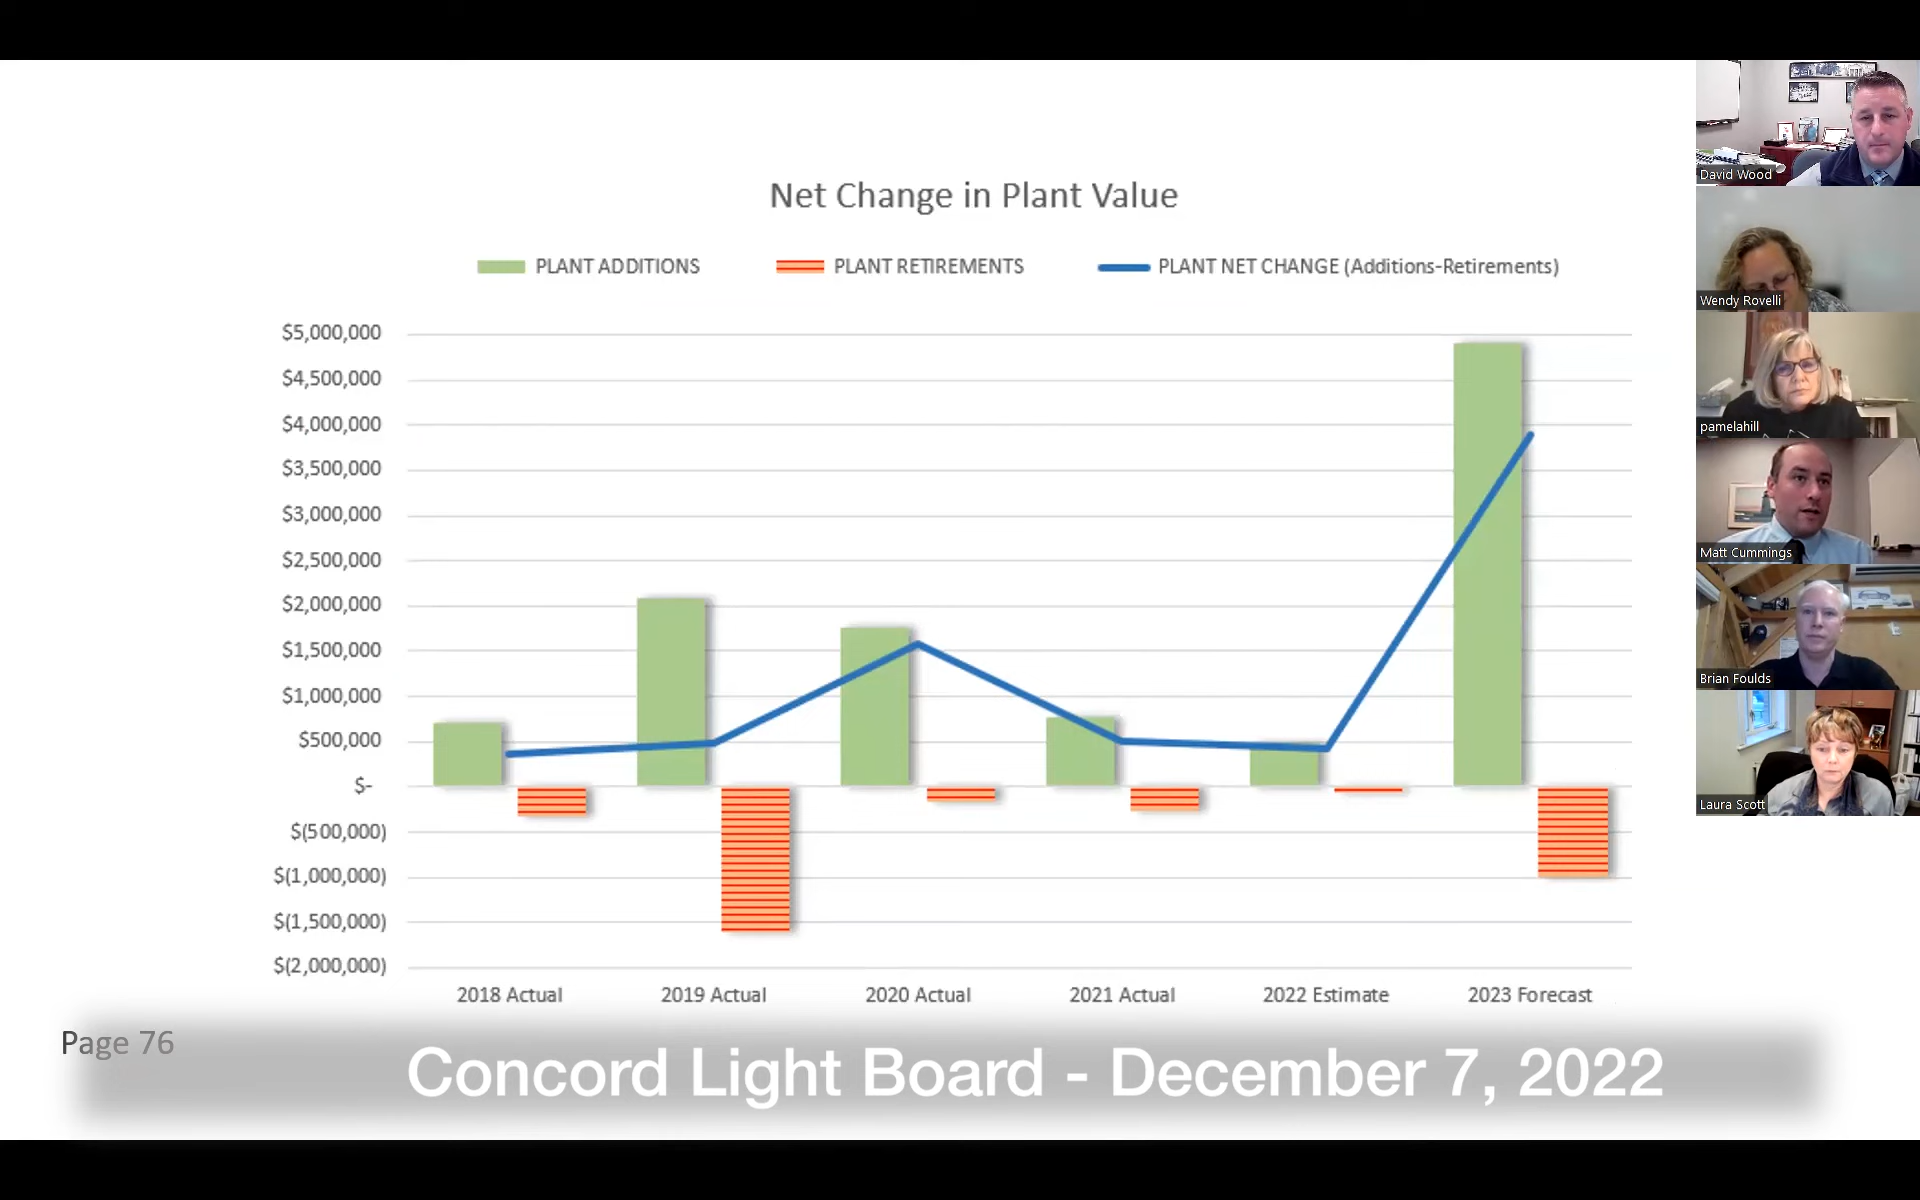 Net Change in Plant Value
PLANT ADDITIONS PLANT RETIREMENTS PLANT NET CHANGE (Additions-Retirements)
$5,000,000
$4,500,000
$4,000,000
$3,500,000
$3,000,000
$2,500,000
$2,000,000
$1,500,000
$1,000,000
$500,000
$-
$(500,000)
$(1,000,000)
$(1,500,000)
$(2,000,000)
2018 Actual 2019 Actual 2020 Actual 2021 Actual 2022 Estimate 2023 Forecast
Page 76
Concord Light Board - December 7, 2022
David Wood
Wendy Rovelli
pamelahill
Matt Cummings
Brian Foulds
Laura Scott